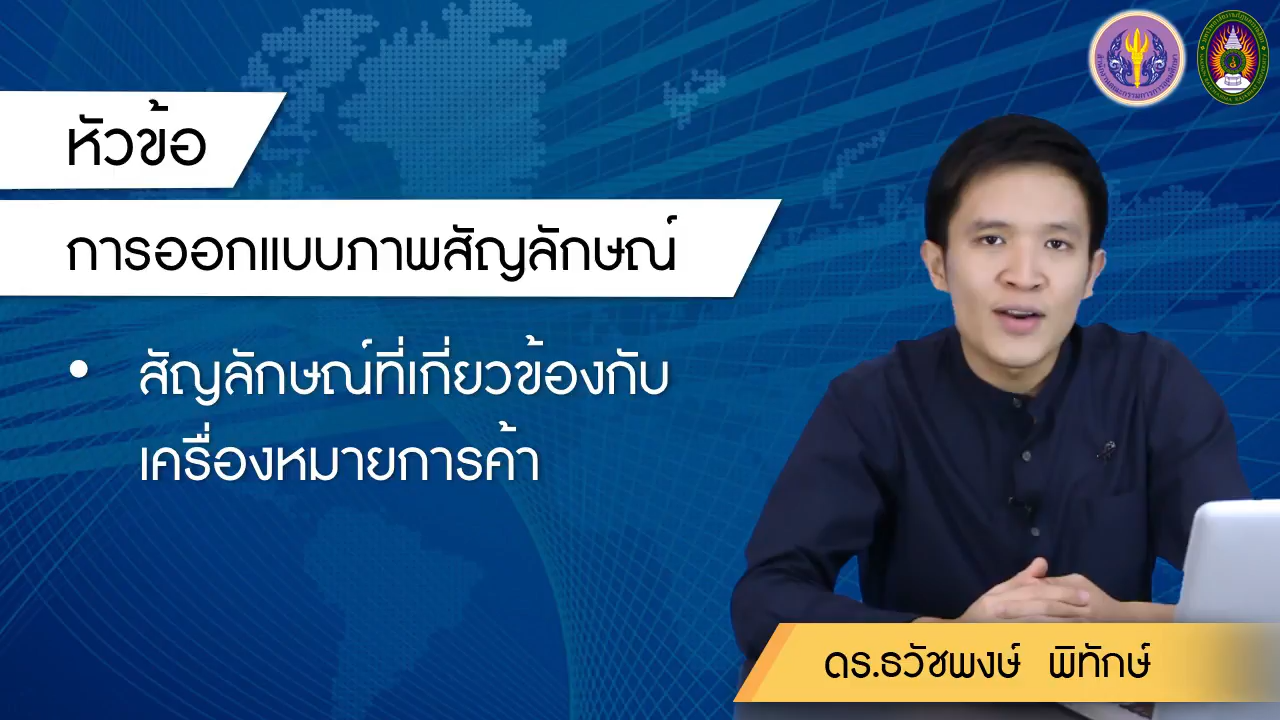 หัวข้อ
การออกแบบภาพสัญลักษณ์
• สัญลักษณ์ที่เกี่ยวข้องกับ
เครื่องหมายการค้า
ดร.ธวัชพงษ์ พิทักษ์